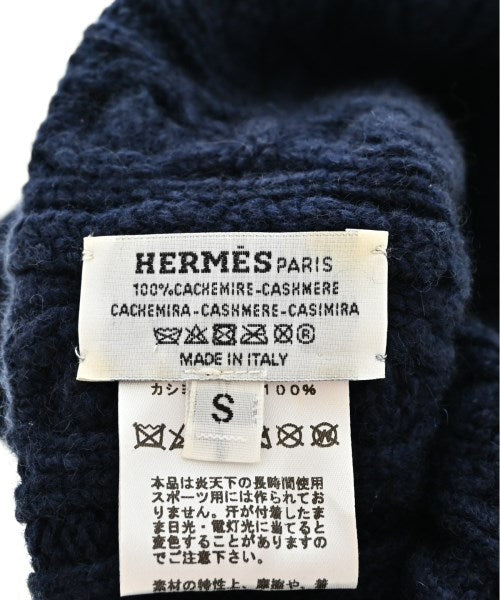 HERMÈS PARIS
100%CACHEMIRE-CASHMERE
CACHEMIRA-CASHMERE-CASIMIRA
MADE IN ITALY
カシ 100%
S
本品は炎天下の長時間使用
スポーツ用には作られてお
りません。汗が付着したま
ま日光・電灯光に当てると
変色することがありますの
でご注意下さい。
素材の特性上、摩擦や、着